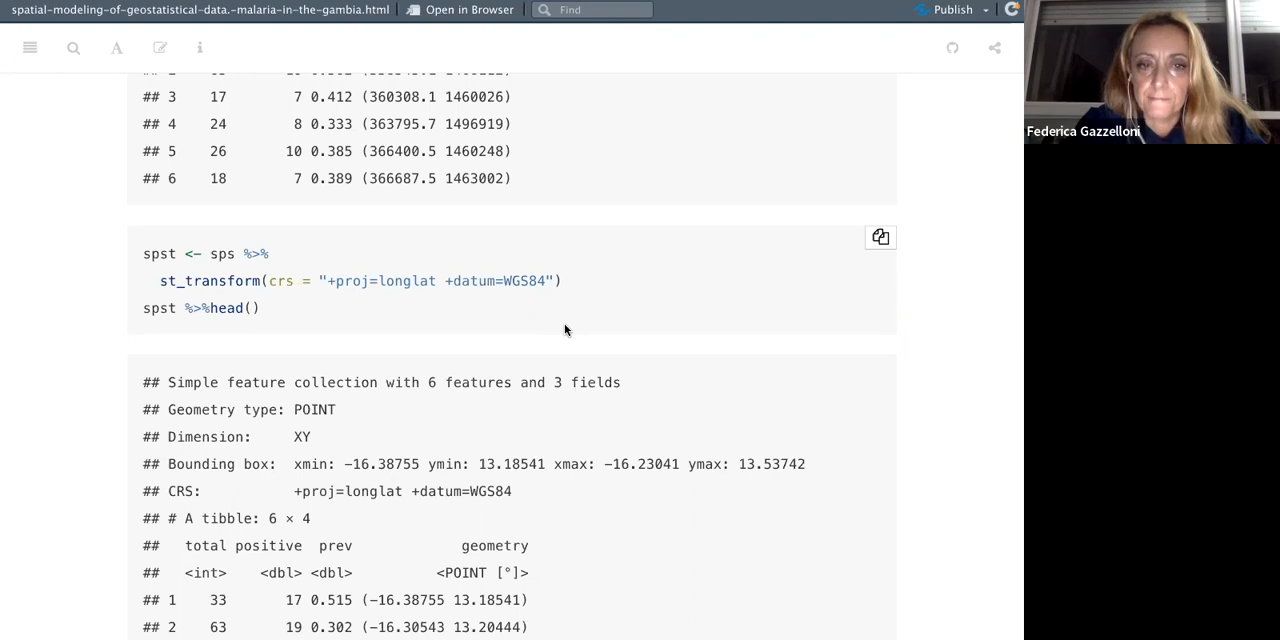 spatial-modeling-of-geostatistical-data.-malaria-in-the-gambia.html
Open in Browser
Find
Publish
## 3    17        7 0.412 (360308.1 1460026)
## 4    24        8 0.333 (363795.7 1496919)
## 5    26       10 0.385 (366400.5 1460248)
## 6    18        7 0.389 (366687.5 1463002)
spst <- sps %>%
  st_transform(crs = "+proj=longlat +datum=WGS84")
spst %>%head()
## Simple feature collection with 6 features and 3 fields
## Geometry type: POINT
## Dimension:     XY
## Bounding box:  xmin: -16.38755 ymin: 13.18541 xmax: -16.23041 ymax: 13.53742
## CRS:           +proj=longlat +datum=WGS84
## # A tibble: 6 × 4
##   total positive  prev             geometry
##   <int>    <dbl> <dbl>          <POINT [°]>
## 1    33       17 0.515 (-16.38755 13.18541)
## 2    63       19 0.302 (-16.30543 13.20444)
Federica Gazzelloni